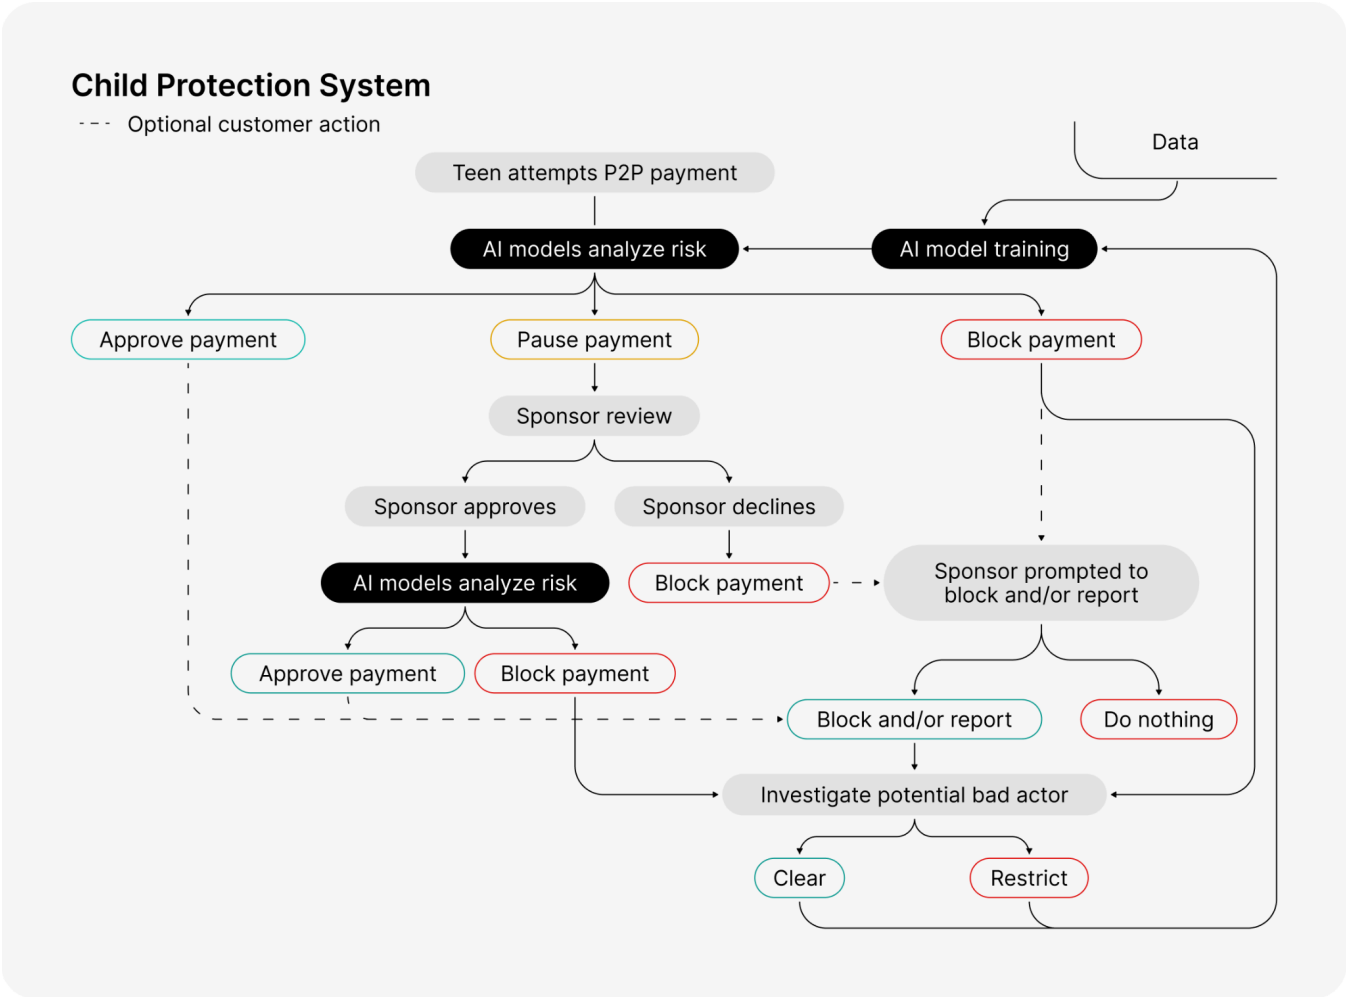 Child Protection System
Optional customer action
Data
Teen attempts P2P payment
AI models analyze risk
AI model training
Approve payment
Pause payment
Block payment
Sponsor review
Sponsor approves
Sponsor declines
AI models analyze risk
Block payment
Sponsor prompted to
block and/or report
Approve payment
Block payment
Block and/or report
Do nothing
Investigate potential bad actor
Clear
Restrict